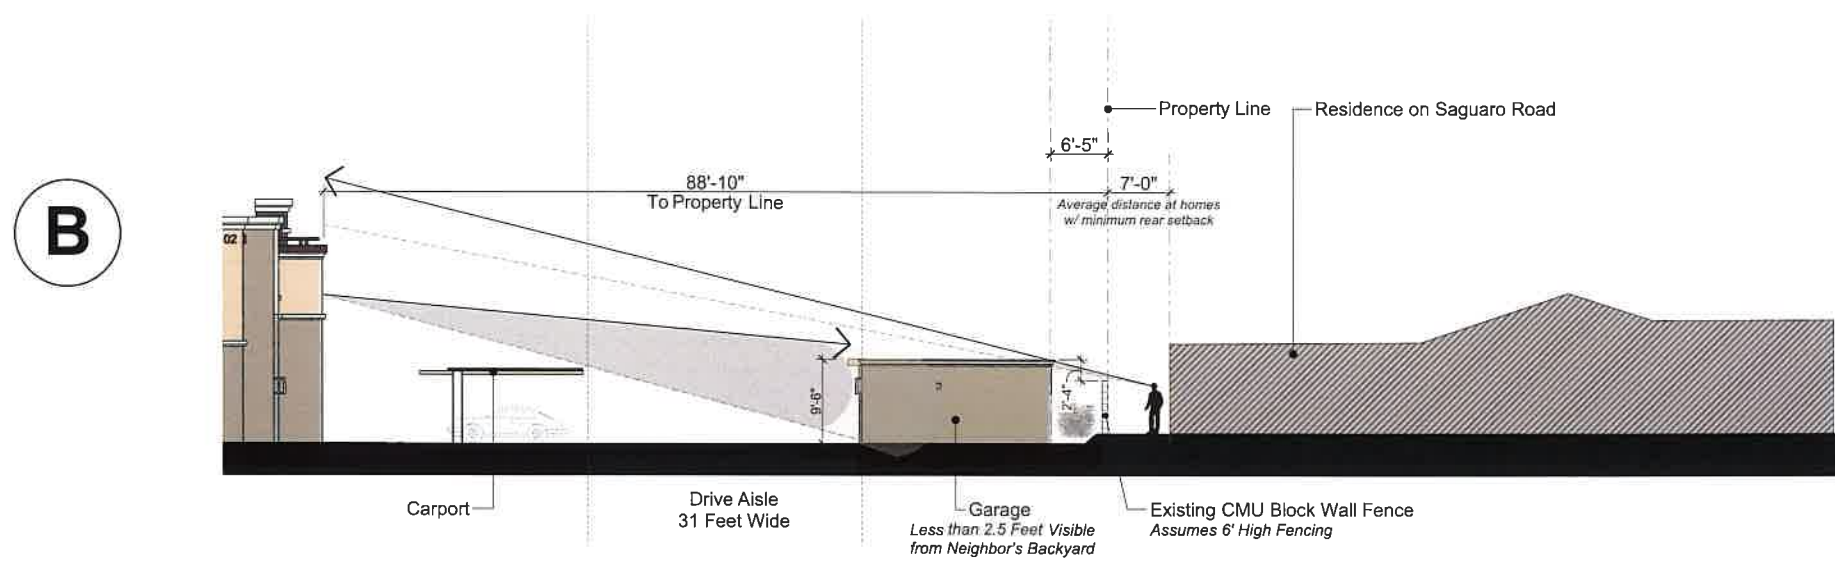 B
02
Property Line
Residence on Saguaro Road
6'-5"
88'-10"
To Property Line
7'-0"
Average distance at homes
w/ minimum rear setback
9'-6"
2'-4"
Carport
Drive Aisle
31 Feet Wide
Garage
Less than 2.5 Feet Visible
from Neighbor's Backyard
Existing CMU Block Wall Fence
Assumes 6' High Fencing